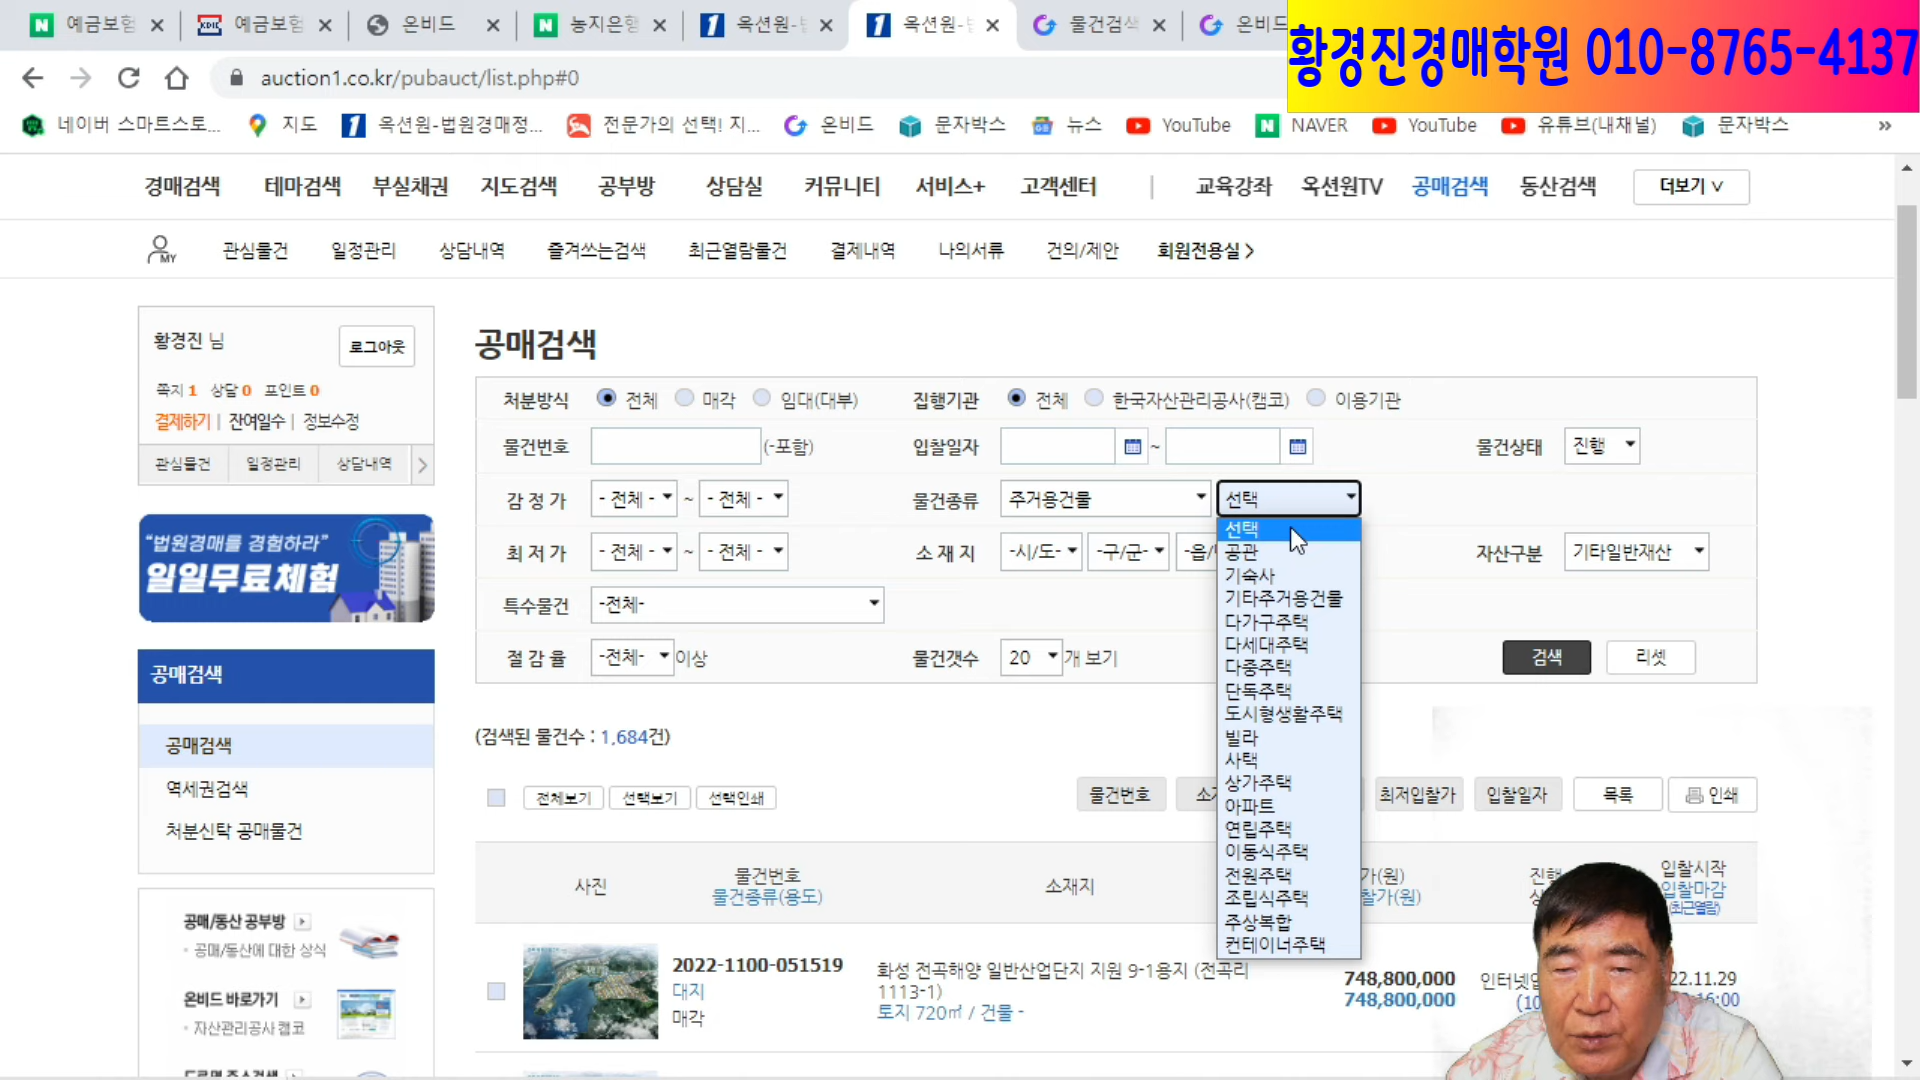 예금보험
예금보험
온비드
농지은행
옥션원-
옥션원-
물건검색
온비드
황경진경매학원 010-8765-4137
auction1.co.kr/pubauct/list.php#0
네이버 스마트스토...
지도
옥션원-법원경매정...
전문가의 선택! 지...
온비드
문자박스
뉴스
YouTube
NAVER
YouTube
유튜브(내채널)
문자박스
»
경매검색 테마검색 부실채권 지도검색 공부방 상담실 커뮤니티 서비스+ 고객센터 | 교육강좌 옥션원TV 공매검색 동산검색 더보기 ∨
MY 관심물건 일정관리 상담내역 즐겨쓰는검색 최근열람물건 결제내역 나의서류 건의/제안 회원전용실 >
황경진 님 로그아웃
쪽지 1 상담 0 포인트 0
결제하기 | 잔여일수 | 정보수정
관심물건 일정관리 상담내역 >
"법원경매를 경험하라"
일일무료체험
공매검색
공매검색
역세권검색
처분신탁 공매물건
공매/동산 공부방
· 공매/동산에 대한 상식
온비드 바로가기
· 자산관리공사 캠코
도로명 주소검색
공매검색
처분방식 전체 매각 임대(대부) 집행기관 전체 한국자산관리공사(캠코) 이용기관
물건번호 (-포함) 입찰일자 ~ 물건상태 진행
감 정 가 - 전체 - ~ - 전체 - 물건종류 주거용건물 선택
최 저 가 - 전체 - ~ - 전체 - 소 재 지 -시/도- -구/군- -읍/ 자산구분 기타일반재산
특수물건 -전체-
절 감 율 -전체- 이상 물건갯수 20 개 보기 검색 리셋
선택
공관
기숙사
기타주거용건물
다가구주택
다세대주택
다중주택
단독주택
도시형생활주택
빌라
사택
상가주택
아파트
연립주택
이동식주택
전원주택
조립식주택
주상복합
컨테이너주택
(검색된 물건수 : 1,684건)
전체보기 선택보기 선택인쇄 물건번호 최저입찰가 입찰일자 목록 인쇄
사진 물건번호 소재지 가(원) 입찰시작
물건종류(용도) 찰가(원) 입찰마감
(최근열람)
2022-1100-051519
대지
매각
화성 전곡해양 일반산업단지 지원 9-1용지 (전곡리
1113-1)
토지 720㎡ / 건물 -
748,800,000
748,800,000
인터넷입
(10
22.11.29
16:00